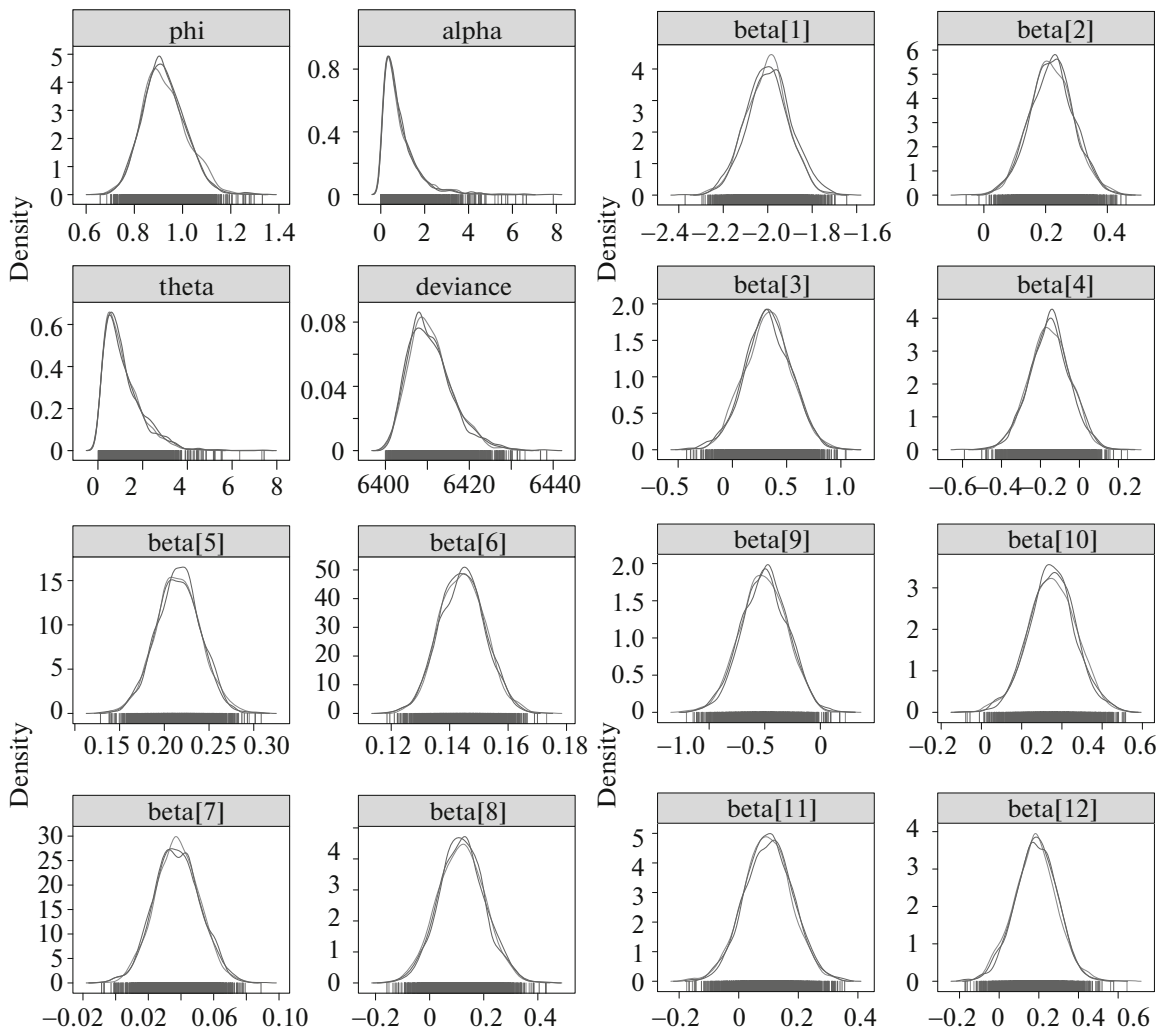 phi
alpha
beta[1]
beta[2]
5
4
3
2
1
0
0.8
0.4
0
4
3
2
1
0
6
5
4
3
2
1
0
Density
Density
0.6 0.8 1.0 1.2 1.4
0 2 4 6 8
−2.4 −2.2 −2.0 −1.8 −1.6
0 0.2 0.4
theta
deviance
beta[3]
beta[4]
0.6
0.4
0.2
0
0.08
0.04
0
2.0
1.5
1.0
0.5
0
4
3
2
1
0
0 2 4 6 8
6400 6420 6440
−0.5 0 0.5 1.0
−0.6 −0.4 −0.2 0 0.2
beta[5]
beta[6]
beta[9]
beta[10]
15
10
5
0
50
40
30
20
10
0
2.0
1.5
1.0
0.5
0
3
2
1
0
Density
Density
0.15 0.20 0.25 0.30
0.12 0.14 0.16 0.18
−1.0 −0.5 0
−0.2 0 0.2 0.4 0.6
beta[7]
beta[8]
beta[11]
beta[12]
30
25
20
15
10
5
0
4
3
2
1
0
5
4
3
2
1
0
4
3
2
1
0
−0.02 0.02 0.06 0.10
−0.2 0 0.2 0.4
−0.2 0 0.2 0.4
−0.2 0 0.2 0.4 0.6